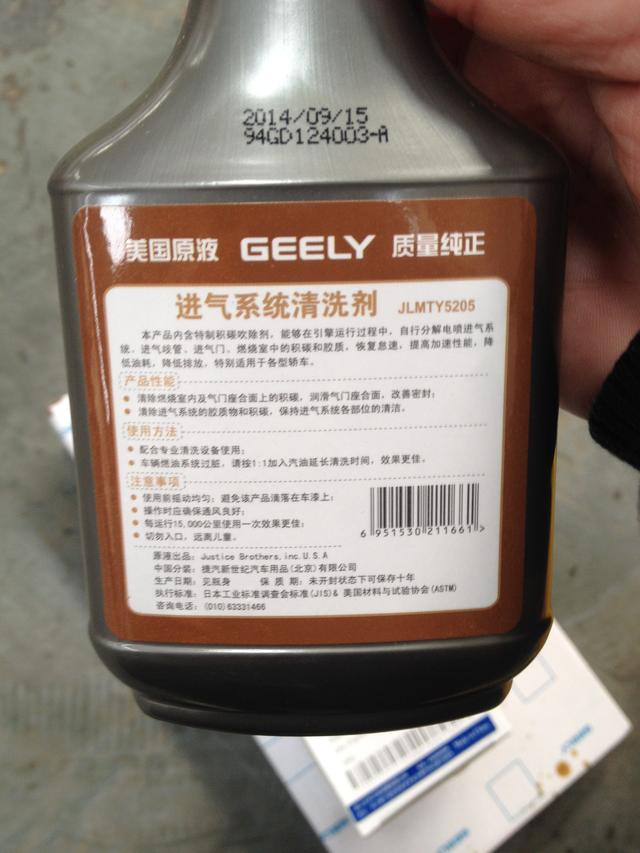 2014/09/15
94GD124003-A
美国原液 GEELY 质量纯正
进气系统清洗剂 JLMTY5205
本产品内含特制积碳吹除剂，能够在引擎运行过程中，自行分解电喷进气系
统、进气歧管、进气门、燃烧室中的积碳和胶质，恢复怠速，提高加速性能，降
低油耗，降低排放，特别适用于各型轿车。
产品性能
清除燃烧室内及气门座合面上的积碳，润滑气门座合面，改善密封；
清除进气系统的胶质物和积碳，保持进气系统各部位的清洁。
使用方法
配合专业清洗设备使用；
车辆燃油系统过脏，请按1:1加入汽油延长清洗时间，效果更佳。
注意事项
使用前摇动均匀；避免该产品滴落在车漆上；
操作时应确保通风良好；
每运行15,000公里使用一次效果更佳；
切勿入口，远离儿童。
6 951530 211661 >
原液出品：Justice Brothers,inc.U.S.A
中国分装：捷汽新世纪汽车用品(北京)有限公司
生产日期：见瓶身 保 质 期：未开封状态下可保存十年
执行标准：日本工业标准调查会标准(JIS)& 美国材料与试验协会(ASTM)
咨询电话：(010)63331466